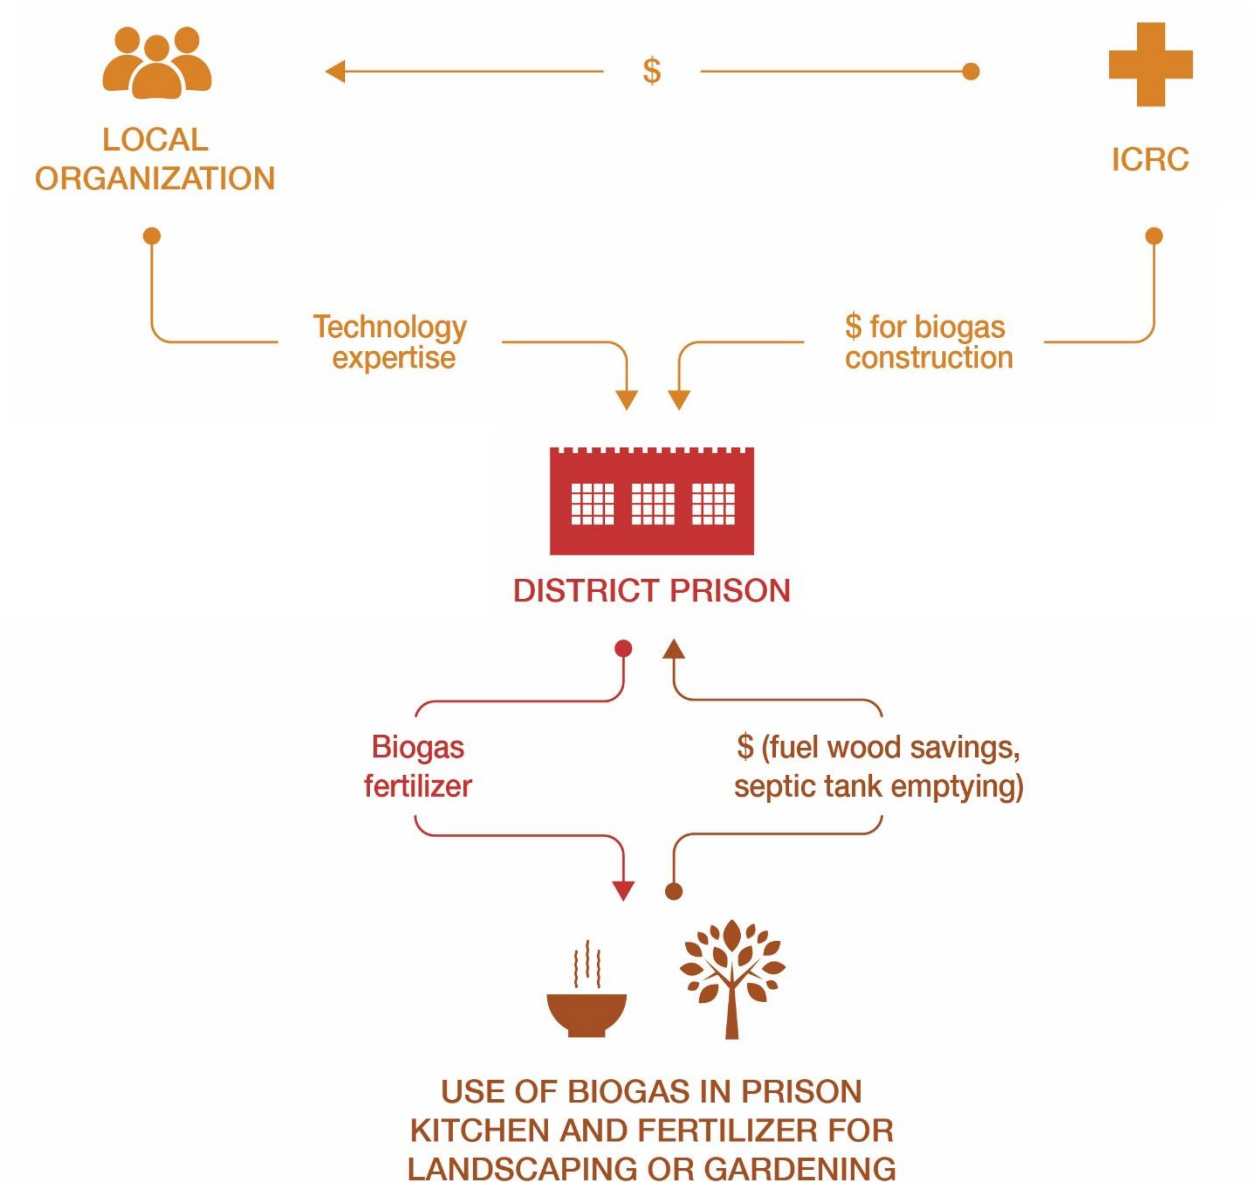 $
LOCAL
ORGANIZATION
ICRC
Technology
expertise
$ for biogas
construction
DISTRICT PRISON
Biogas
fertilizer
$ (fuel wood savings,
septic tank emptying)
USE OF BIOGAS IN PRISON
KITCHEN AND FERTILIZER FOR
LANDSCAPING OR GARDENING